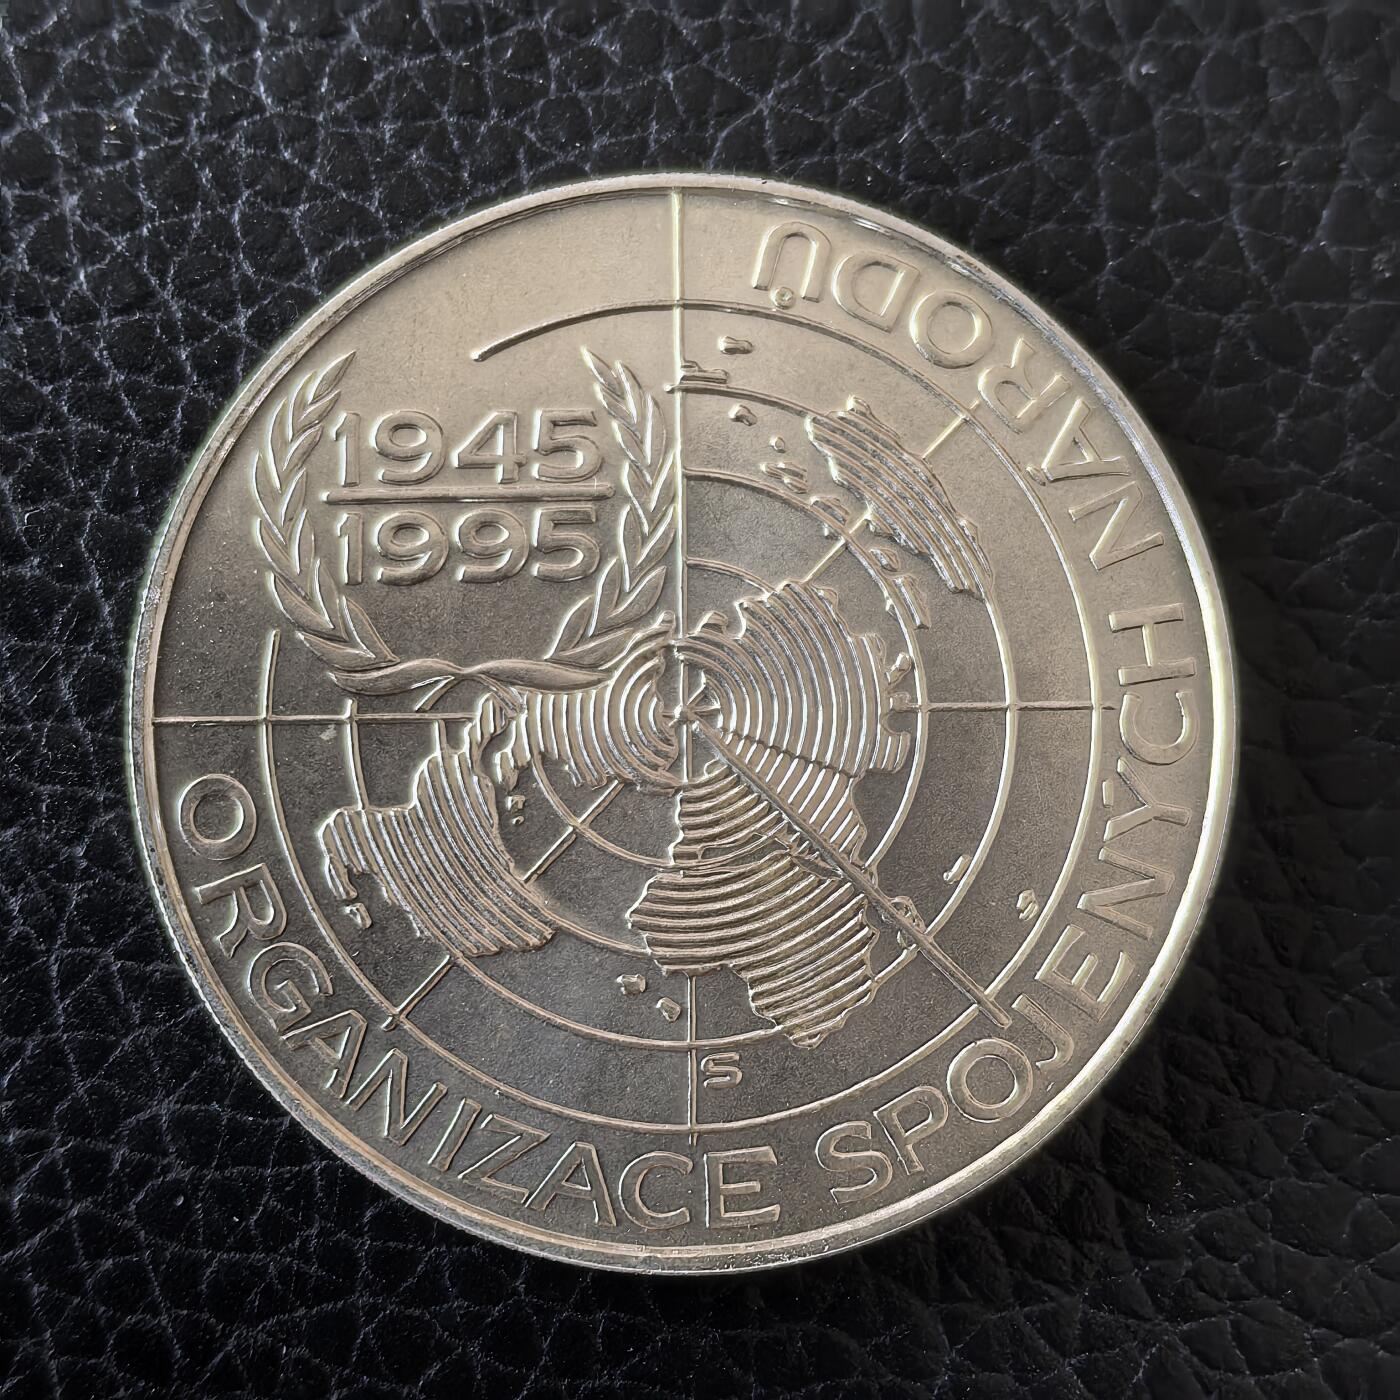 1945
1995
ORGANIZACE SPOJENÝCH NÁRODŮ
S